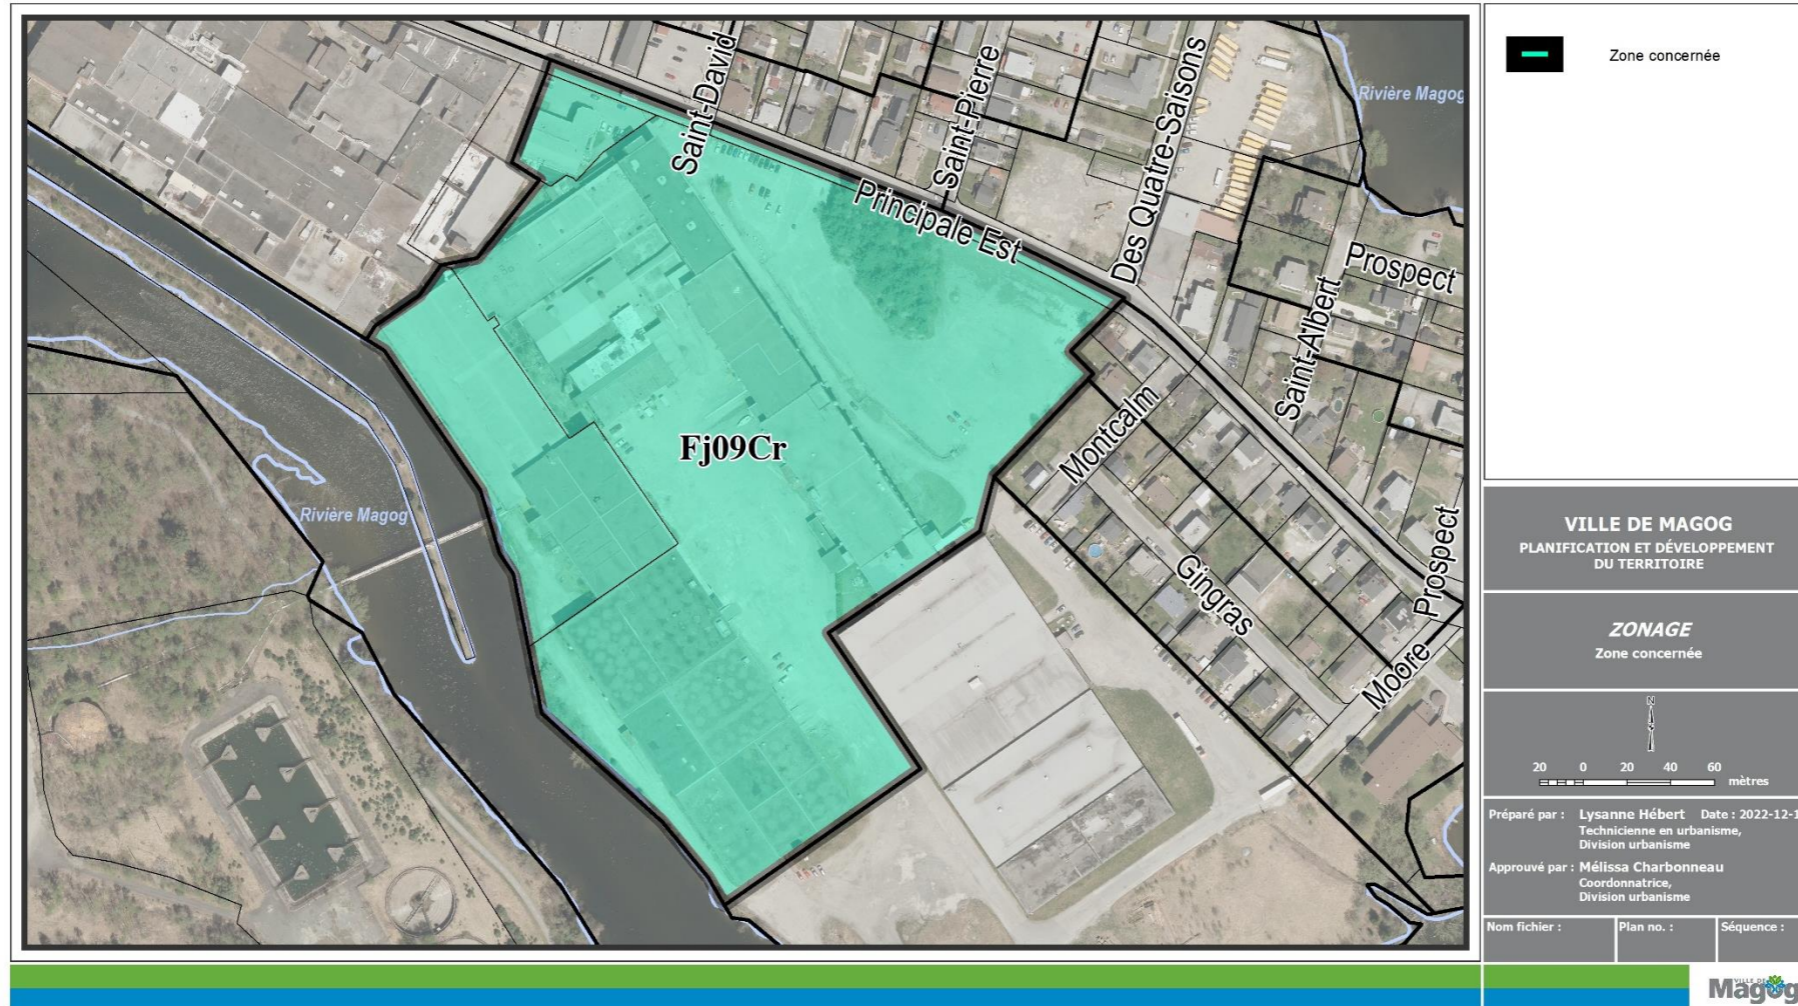 Saint-David
Saint-Pierre
Des Quatre-Saisons
Rivière Magog
Principale Est
Prospect
Saint-Albert
Fj09Cr
Montcalm
Rivière Magog
Gingras
Prospect
Moore
Zone concernée
VILLE DE MAGOG
PLANIFICATION ET DÉVELOPPEMENT
DU TERRITOIRE
ZONAGE
Zone concernée
N
20 0 20 40 60
mètres
Préparé par : Lysanne Hébert Date : 2022-12-1
Technicienne en urbanisme,
Division urbanisme
Approuvé par : Mélissa Charbonneau
Coordonnatrice,
Division urbanisme
Nom fichier : Plan no. : Séquence :
VILLE DE
Magog